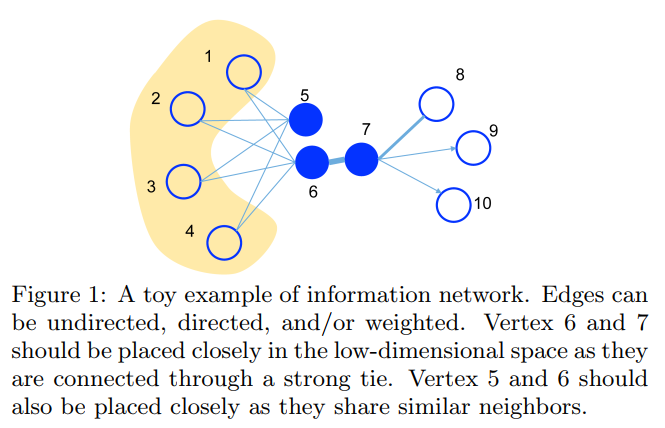 1
2
3
4
5
6
7
8
9
10
Figure 1: A toy example of information network. Edges can
be undirected, directed, and/or weighted. Vertex 6 and 7
should be placed closely in the low-dimensional space as they
are connected through a strong tie. Vertex 5 and 6 should
also be placed closely as they share similar neighbors.